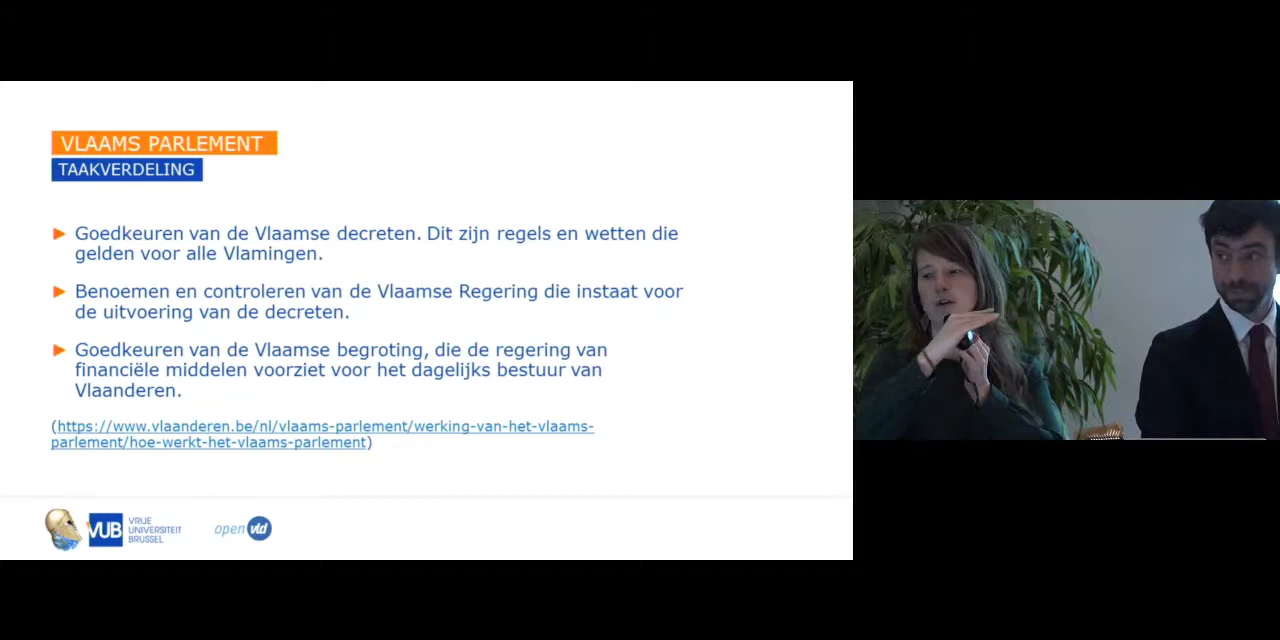 VLAAMS PARLEMENT
TAAKVERDELING
Goedkeuren van de Vlaamse decreten. Dit zijn regels en wetten die
gelden voor alle Vlamingen.
Benoemen en controleren van de Vlaamse Regering die instaat voor
de uitvoering van de decreten.
Goedkeuren van de Vlaamse begroting, die de regering van
financiële middelen voorziet voor het dagelijks bestuur van
Vlaanderen.
(https://www.vlaanderen.be/nl/vlaams-parlement/werking-van-het-vlaams-
parlement/hoe-werkt-het-vlaams-parlement)
VUB
VRIJE
UNIVERSITEIT
BRUSSEL
open vld